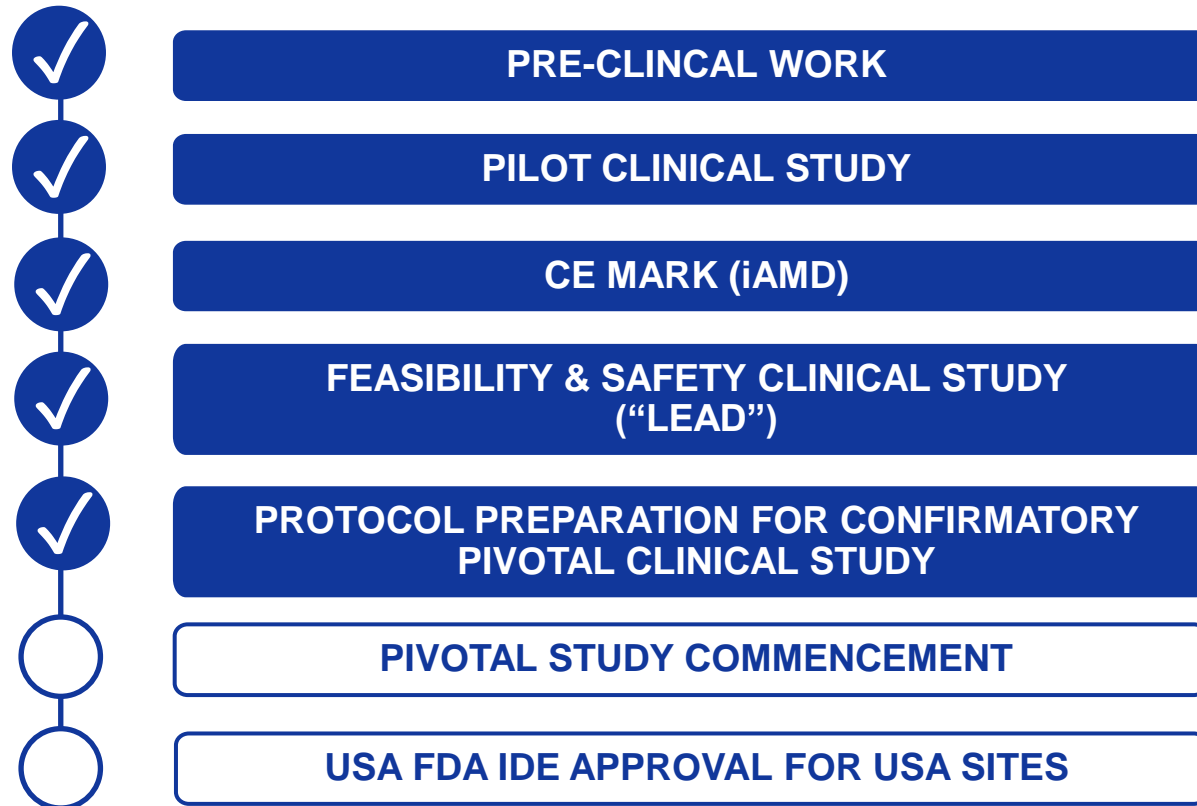 PRE-CLINCAL WORK
PILOT CLINICAL STUDY
CE MARK (iAMD)
FEASIBILITY & SAFETY CLINICAL STUDY
(“LEAD”)
PROTOCOL PREPARATION FOR CONFIRMATORY
PIVOTAL CLINICAL STUDY
PIVOTAL STUDY COMMENCEMENT
USA FDA IDE APPROVAL FOR USA SITES